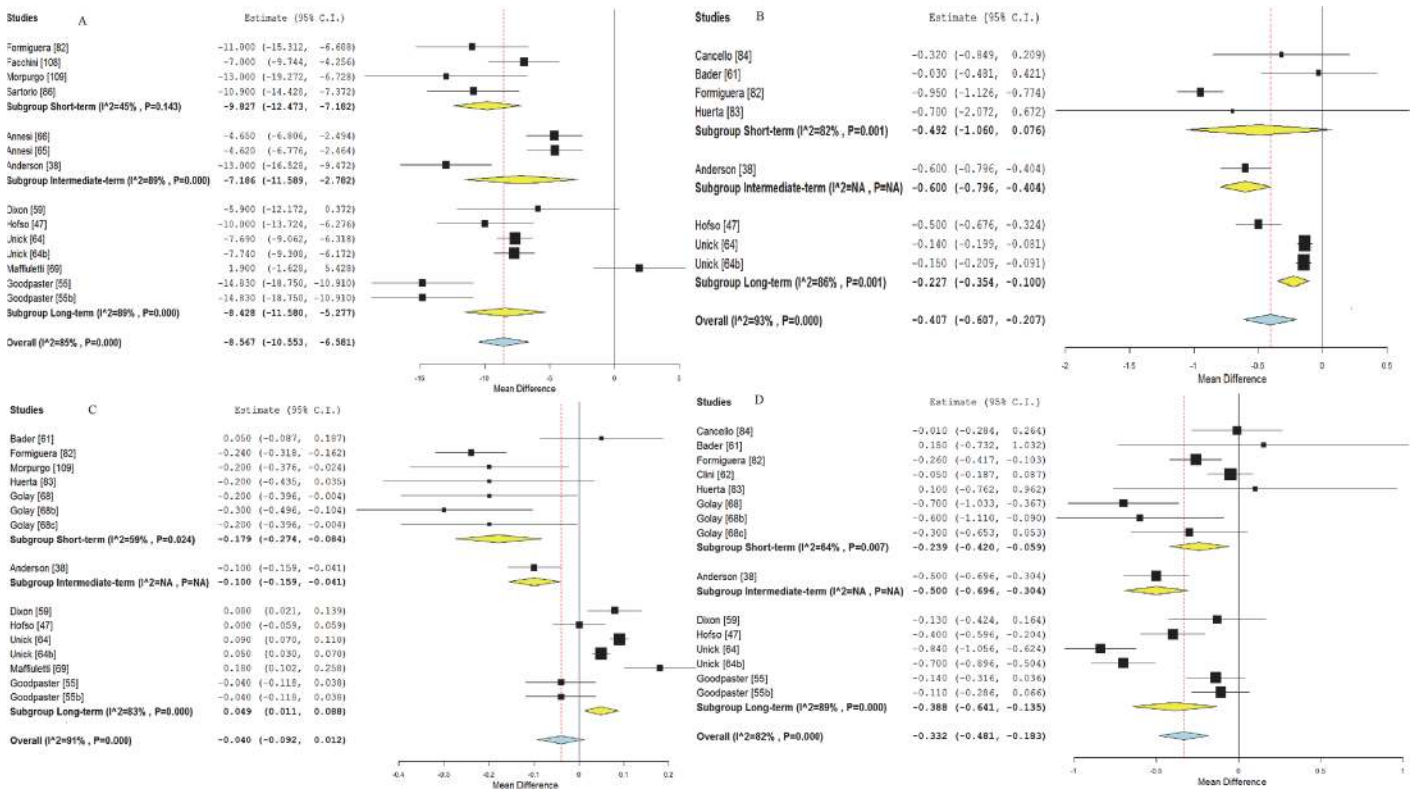 A
Studies Estimate (95% C.I.)
Formiguera [82] -11.000 (-15.312, -6.608)
Facchini [108] -7.000 (-9.744, -4.256)
Morpurgo [109] -13.000 (-19.272, -6.728)
Sartorio [86] -10.900 (-14.428, -7.372)
Subgroup Short-term (I^2=45% , P=0.143) -9.827 (-12.473, -7.182)
Annesi [66] -4.650 (-6.806, -2.494)
Annesi [65] -4.620 (-6.776, -2.464)
Anderson [38] -13.000 (-16.528, -9.472)
Subgroup Intermediate-term (I^2=89% , P=0.000) -7.186 (-11.589, -2.782)
Dixon [59] -5.900 (-12.172, 0.372)
Hofso [47] -10.000 (-13.724, -6.276)
Unick [64] -7.690 (-9.062, -6.318)
Unick [64b] -7.740 (-9.308, -6.172)
Maffiuletti [69] 1.900 (-1.628, 5.428)
Goodpaster [55] -14.830 (-18.750, -10.910)
Goodpaster [55b] -14.830 (-18.750, -10.910)
Subgroup Long-term (I^2=89% , P=0.000) -8.428 (-11.580, -5.277)
Overall (I^2=85% , P=0.000) -8.567 (-10.553, -6.581)
-15 -10 -5 0 5
Mean Difference
B
Studies Estimate (95% C.I.)
Cancello [84] -0.320 (-0.849, 0.209)
Bader [61] -0.030 (-0.481, 0.421)
Formiguera [82] -0.950 (-1.126, -0.774)
Huerta [83] -0.700 (-2.072, 0.672)
Subgroup Short-term (I^2=82% , P=0.001) -0.492 (-1.060, 0.076)
Anderson [38] -0.600 (-0.796, -0.404)
Subgroup Intermediate-term (I^2=NA , P=NA) -0.600 (-0.796, -0.404)
Hofso [47] -0.500 (-0.676, -0.324)
Unick [64] -0.140 (-0.199, -0.081)
Unick [64b] -0.150 (-0.209, -0.091)
Subgroup Long-term (I^2=86% , P=0.001) -0.227 (-0.354, -0.100)
Overall (I^2=93% , P=0.000) -0.407 (-0.607, -0.207)
-2 -1.5 -1 -0.5 0 0.5
Mean Difference
C
Studies Estimate (95% C.I.)
Bader [61] 0.050 (-0.087, 0.187)
Formiguera [82] -0.240 (-0.318, -0.162)
Morpurgo [109] -0.200 (-0.376, -0.024)
Huerta [83] -0.200 (-0.435, 0.035)
Golay [68] -0.200 (-0.396, -0.004)
Golay [68b] -0.300 (-0.496, -0.104)
Golay [68c] -0.200 (-0.396, -0.004)
Subgroup Short-term (I^2=59% , P=0.024) -0.179 (-0.274, -0.084)
Anderson [38] -0.100 (-0.159, -0.041)
Subgroup Intermediate-term (I^2=NA , P=NA) -0.100 (-0.159, -0.041)
Dixon [59] 0.080 (0.021, 0.139)
Hofso [47] 0.000 (-0.059, 0.059)
Unick [64] 0.090 (0.070, 0.110)
Unick [64b] 0.050 (0.030, 0.070)
Maffiuletti [69] 0.180 (0.102, 0.258)
Goodpaster [55] -0.040 (-0.118, 0.038)
Goodpaster [55b] -0.040 (-0.118, 0.038)
Subgroup Long-term (I^2=83% , P=0.000) 0.049 (0.011, 0.088)
Overall (I^2=91% , P=0.000) -0.040 (-0.092, 0.012)
-0.4 -0.3 -0.2 -0.1 0 0.1 0.2
Mean Difference
D
Studies Estimate (95% C.I.)
Cancello [84] -0.010 (-0.284, 0.264)
Bader [61] 0.150 (-0.732, 1.032)
Formiguera [82] -0.260 (-0.417, -0.103)
Clini [62] -0.050 (-0.187, 0.087)
Huerta [83] 0.100 (-0.762, 0.962)
Golay [68] -0.700 (-1.033, -0.367)
Golay [68b] -0.600 (-1.110, -0.090)
Golay [68c] -0.300 (-0.653, 0.053)
Subgroup Short-term (I^2=64% , P=0.007) -0.239 (-0.420, -0.059)
Anderson [38] -0.500 (-0.696, -0.304)
Subgroup Intermediate-term (I^2=NA , P=NA) -0.500 (-0.696, -0.304)
Dixon [59] -0.130 (-0.424, 0.164)
Hofso [47] -0.400 (-0.596, -0.204)
Unick [64] -0.840 (-1.056, -0.624)
Unick [64b] -0.700 (-0.896, -0.504)
Goodpaster [55] -0.140 (-0.316, 0.036)
Goodpaster [55b] -0.110 (-0.286, 0.066)
Subgroup Long-term (I^2=89% , P=0.000) -0.388 (-0.641, -0.135)
Overall (I^2=82% , P=0.000) -0.332 (-0.481, -0.183)
-1 -0.5 0 0.5 1
Mean Difference